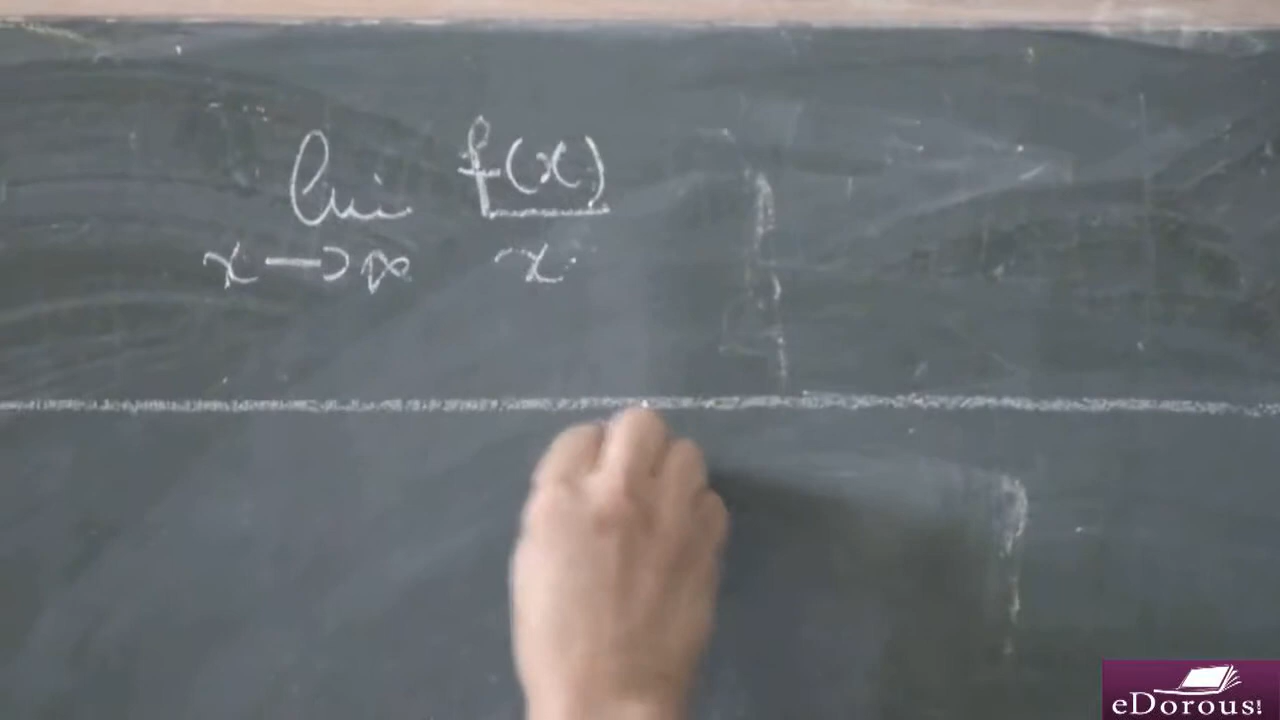 lim f(x)
x→∞ x
eDorous!